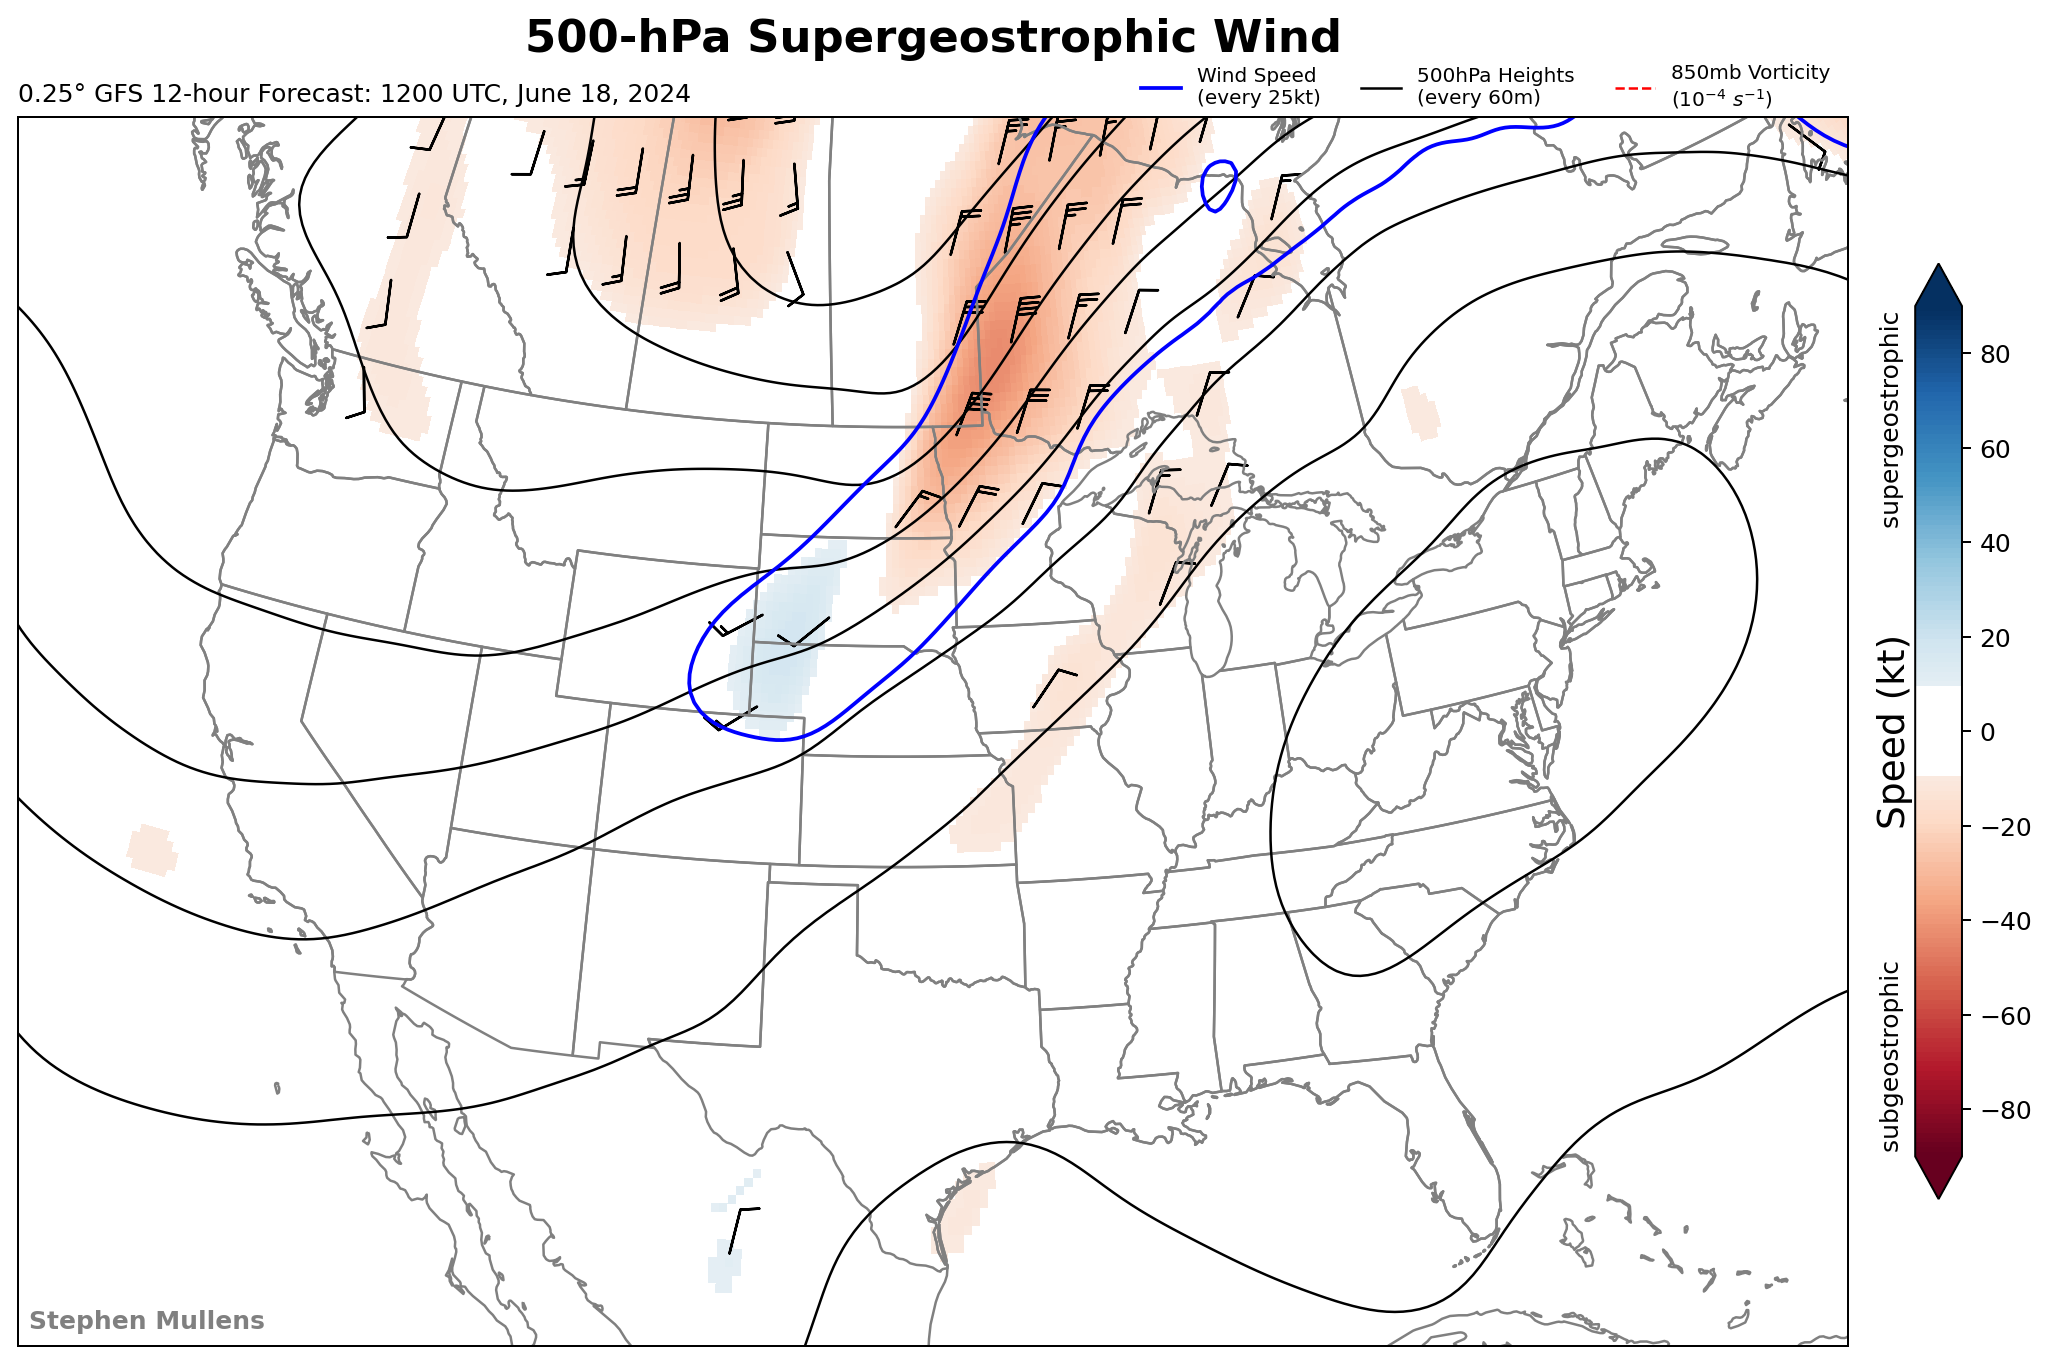 500-hPa Supergeostrophic Wind
0.25° GFS 12-hour Forecast: 1200 UTC, June 18, 2024
Wind Speed
(every 25kt)
500hPa Heights
(every 60m)
850mb Vorticity
(10⁻⁴ s⁻¹)
supergeostrophic
Speed (kt)
subgeostrophic
80
60
40
20
0
−20
−40
−60
−80
Stephen Mullens